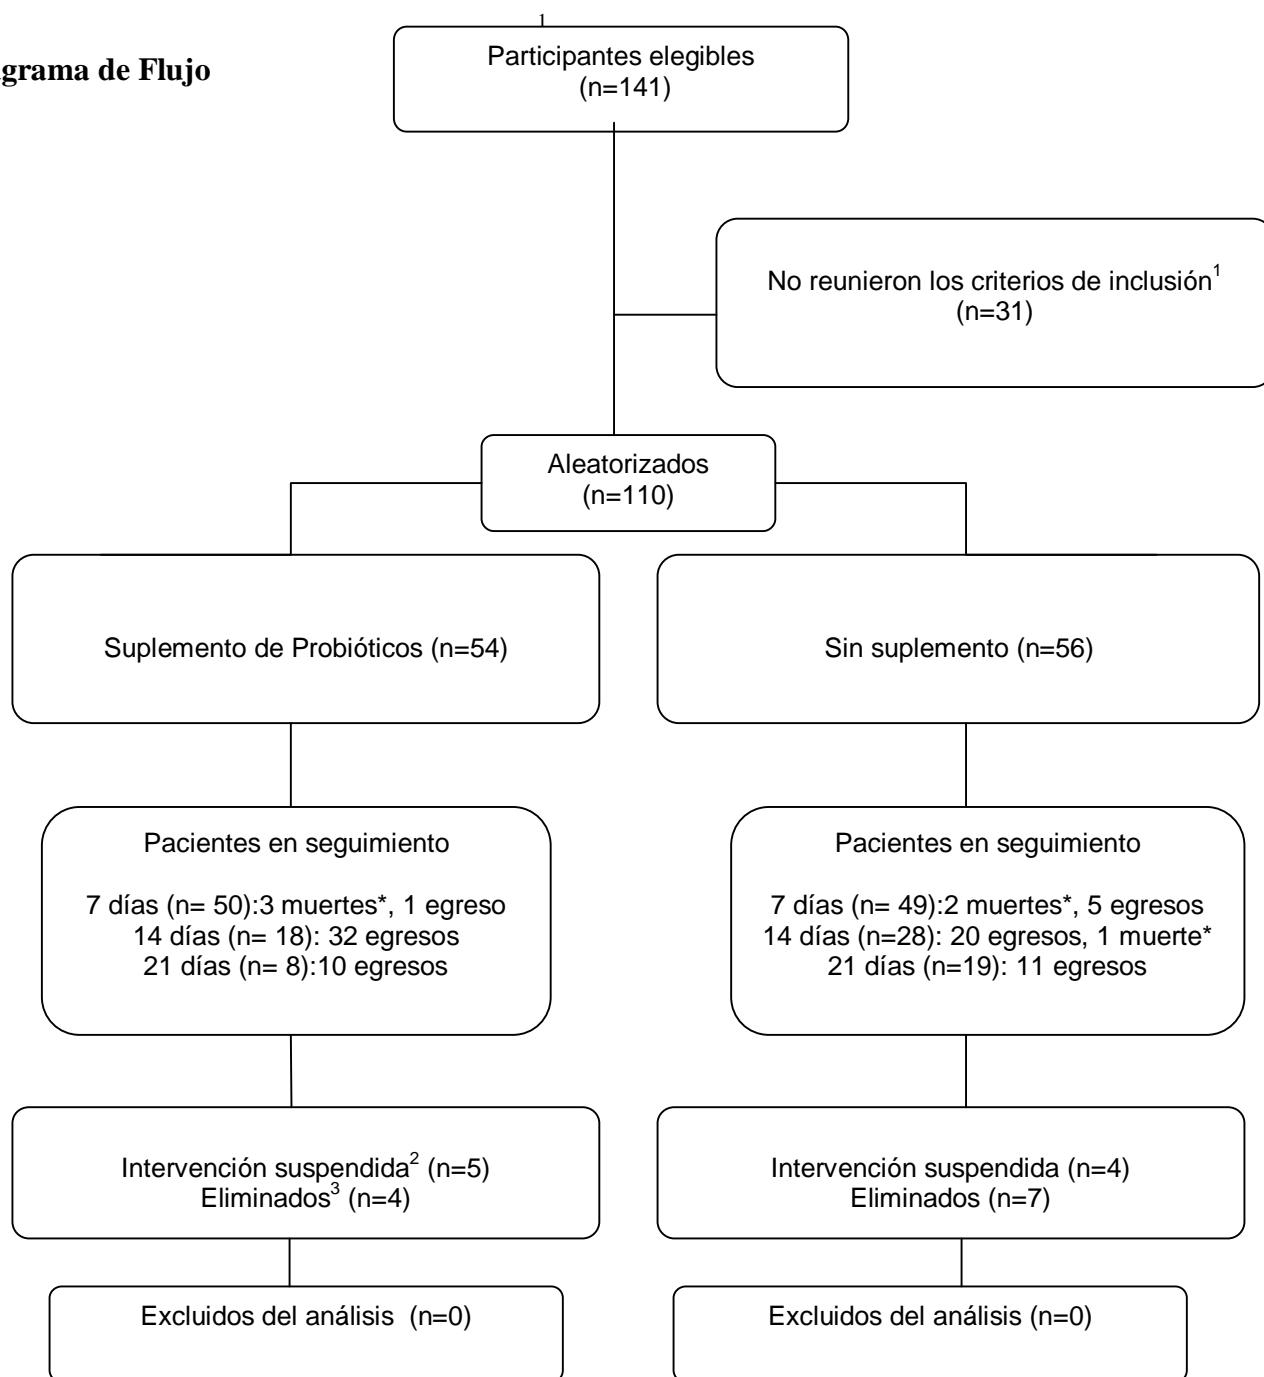 1
Participantes elegibles
(n=141)
grama de Flujo
No reunieron los criterios de inclusión1
(n=31)
Aleatorizados
(n=110)
Suplemento de Probióticos (n=54)
Sin suplemento (n=56)
Pacientes en seguimiento
7 días (n= 50):3 muertes*, 1 egreso
14 días (n= 18): 32 egresos
21 días (n= 8):10 egresos
Pacientes en seguimiento
7 días (n= 49):2 muertes*, 5 egresos
14 días (n=28): 20 egresos, 1 muerte*
21 días (n=19): 11 egresos
Intervención suspendida2 (n=5)
Eliminados3 (n=4)
Intervención suspendida (n=4)
Eliminados (n=7)
Excluidos del análisis  (n=0)
Excluidos del análisis (n=0)